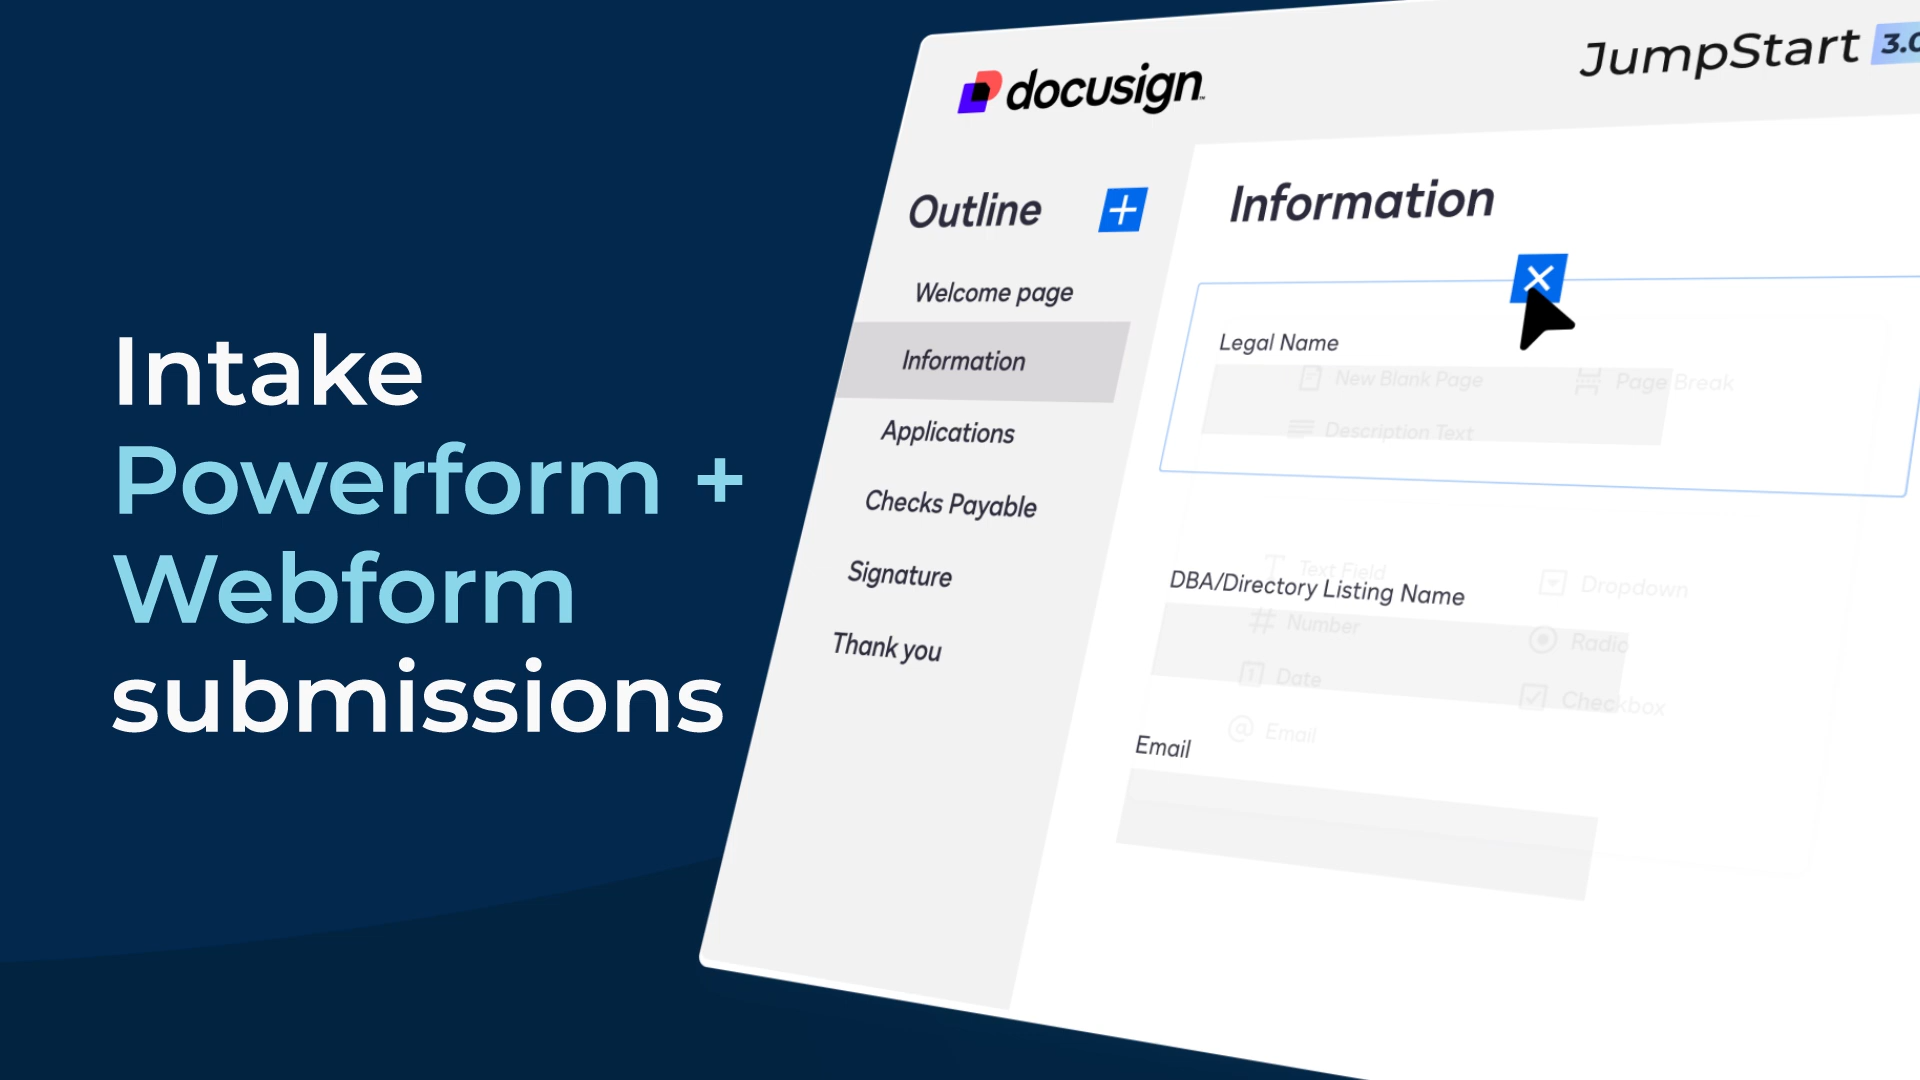 Intake
Powerform +
Webform
submissions
docusign
JumpStart 3.0
Outline
Welcome page
Information
Applications
Checks Payable
Signature
Thank you
Information
Legal Name
New Blank Page
Page Break
Description Text
Text Field
Dropdown
DBA/Directory Listing Name
Number
Radio
Date
Checkbox
Email
Email